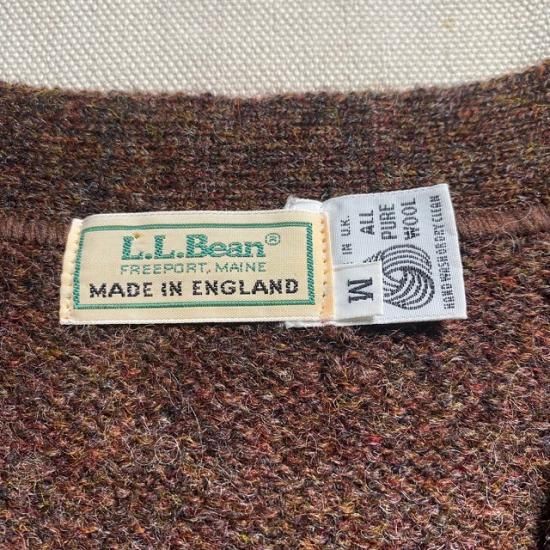 L.L.Bean®
FREEPORT, MAINE
MADE IN ENGLAND
M
IN U.K.
ALL
PURE
WOOL
HAND WASH OR DRY CLEAN